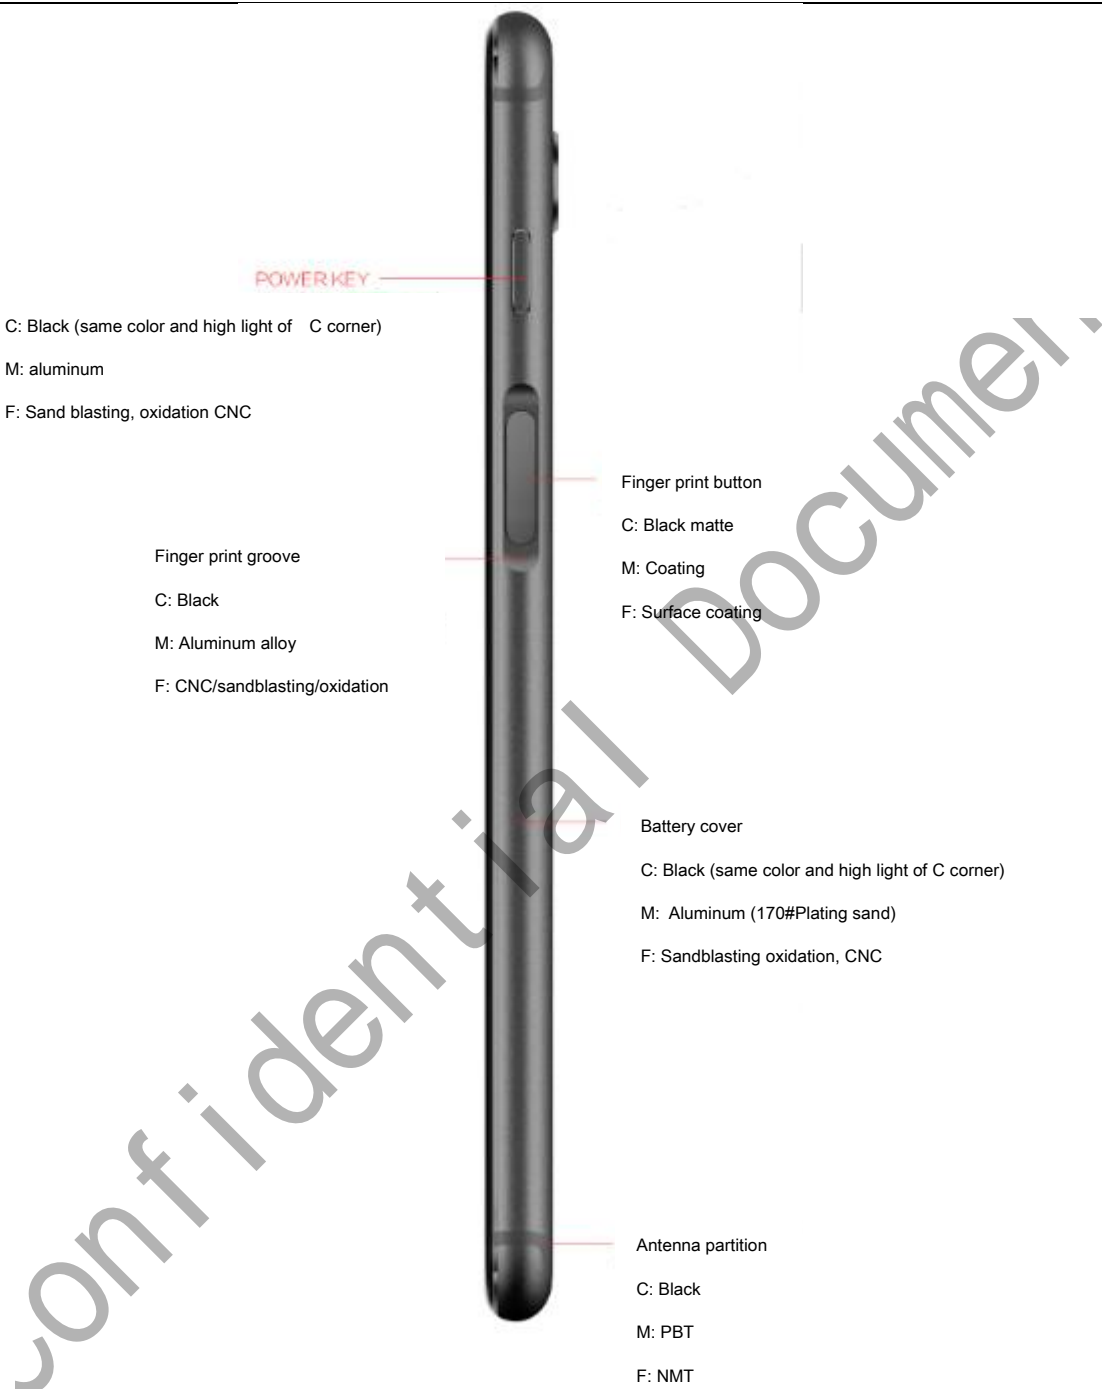 POWER KEY
C: Black (same color and high light of C corner)
M: aluminum
F: Sand blasting, oxidation CNC
Finger print button
C: Black matte
M: Coating
F: Surface coating
Finger print groove
C: Black
M: Aluminum alloy
F: CNC/sandblasting/oxidation
Battery cover
C: Black (same color and high light of C corner)
M: Aluminum (170#Plating sand)
F: Sandblasting oxidation, CNC
Antenna partition
C: Black
M: PBT
F: NMT
Confidential Document